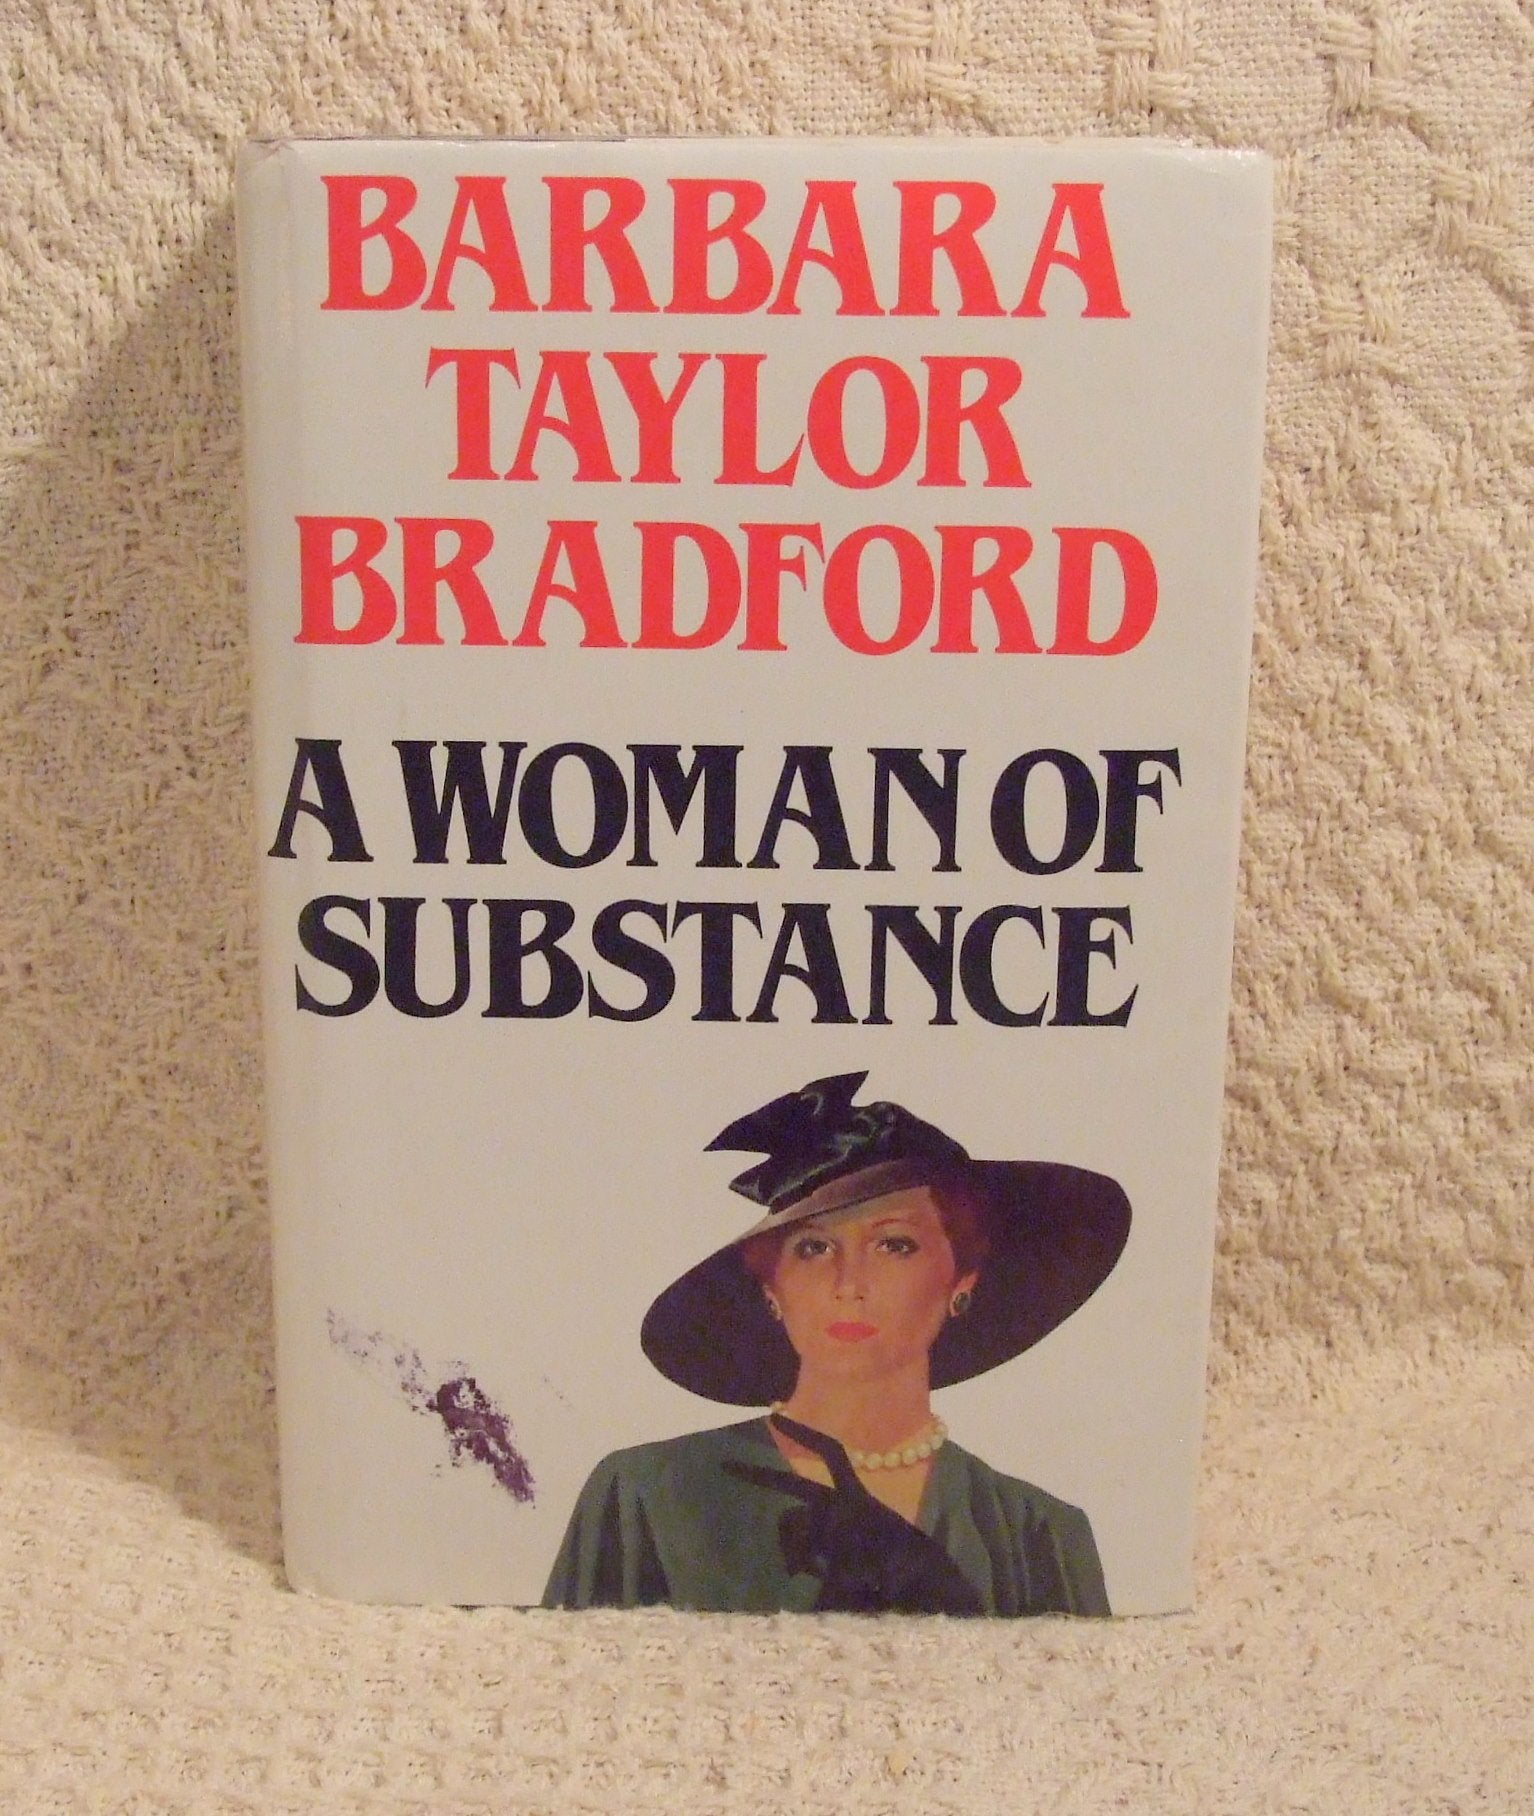 BARBARA
TAYLOR
BRADFORD
A WOMAN OF
SUBSTANCE